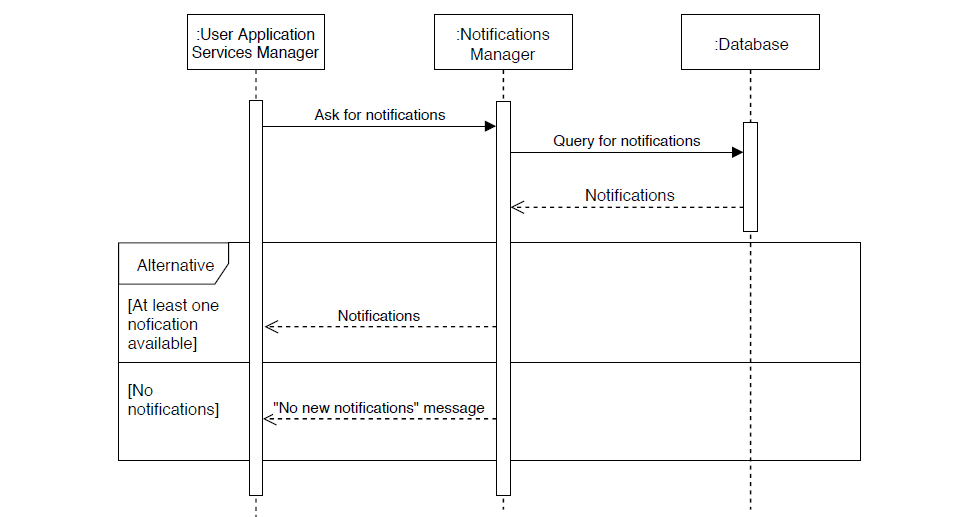 :User Application
Services Manager
:Notifications
Manager
:Database
Ask for notifications
Query for notifications
Notifications
Alternative
[At least one
nofication
available]
Notifications
[No
notifications]
"No new notifications" message